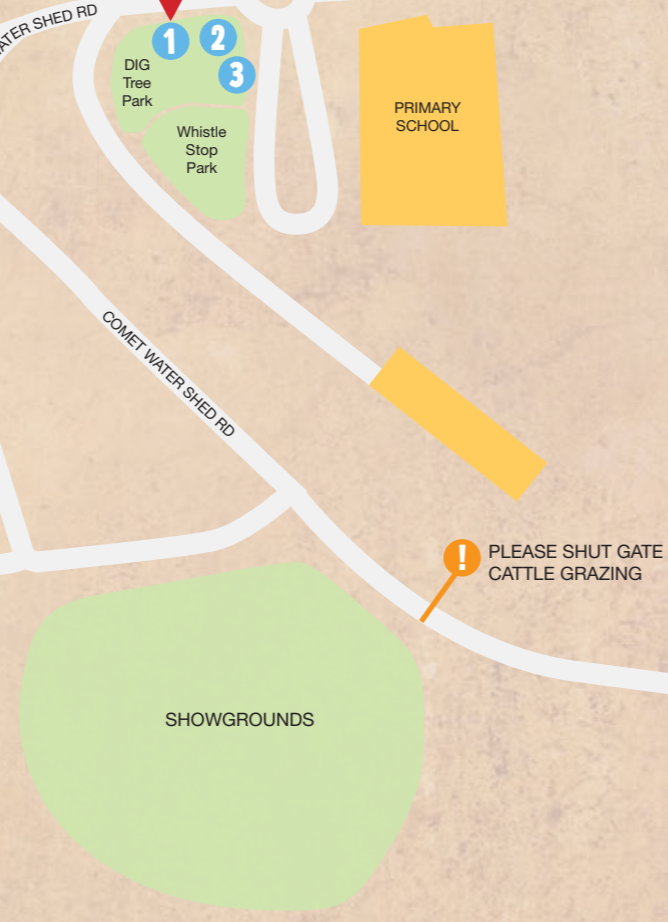 WATER SHED RD
1
2
3
DIG
Tree
Park
Whistle
Stop
Park
PRIMARY
SCHOOL
COMET WATER SHED RD
!
PLEASE SHUT GATE
CATTLE GRAZING
SHOWGROUNDS